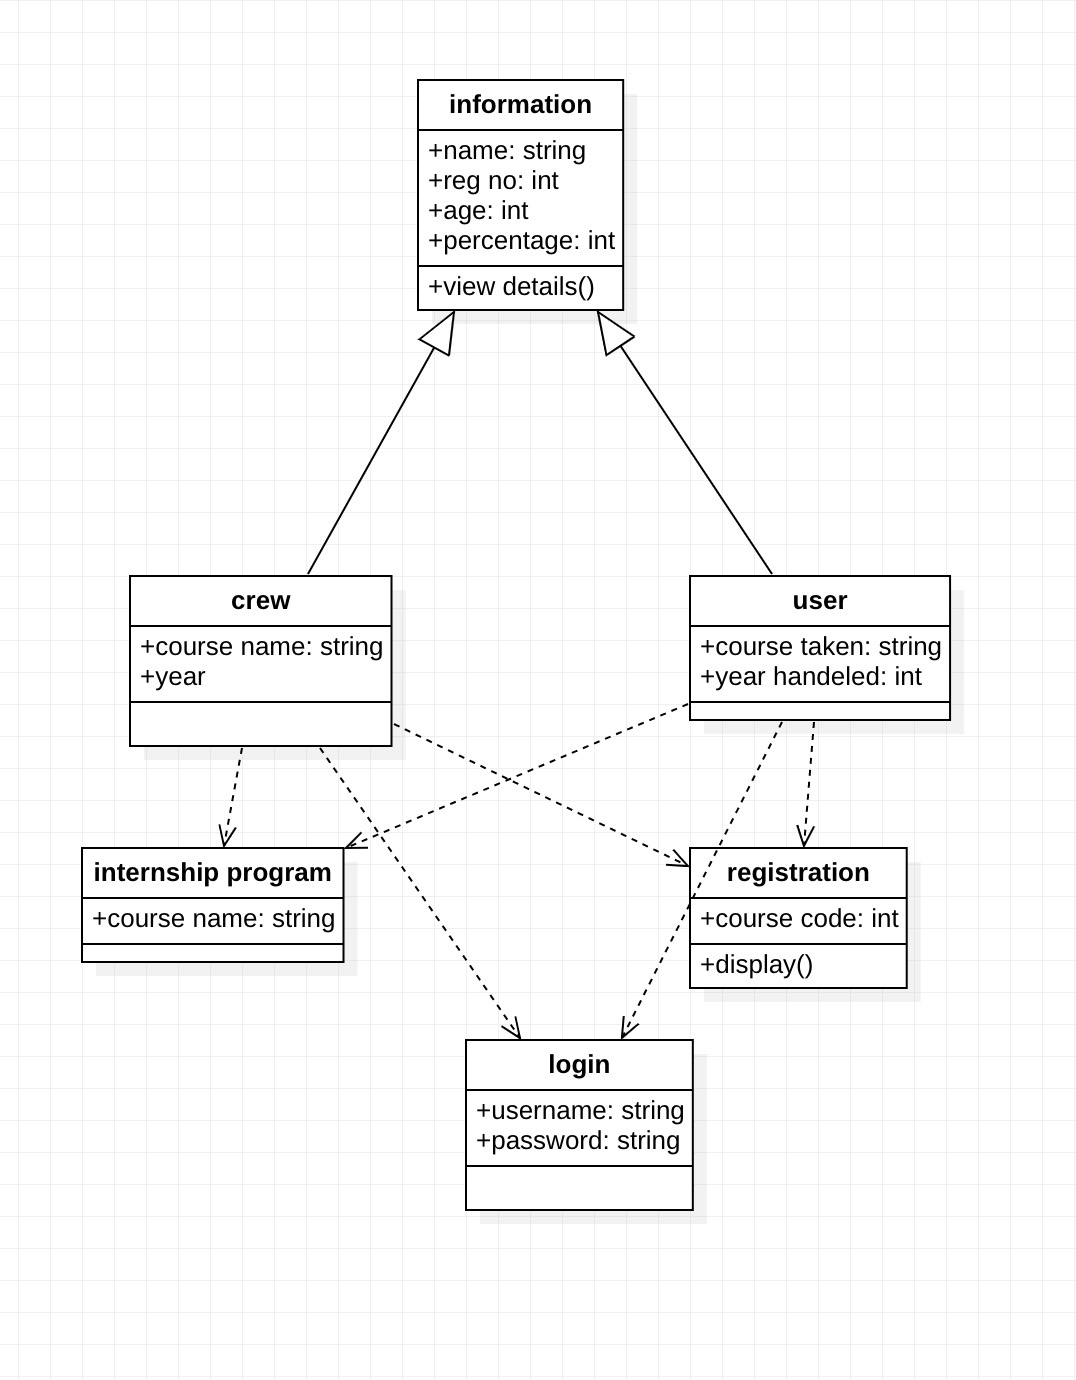 information
+name: string
+reg no: int
+age: int
+percentage: int
+view details()
crew
+course name: string
+year
user
+course taken: string
+year handeled: int
internship program
+course name: string
registration
+course code: int
+display()
login
+username: string
+password: string